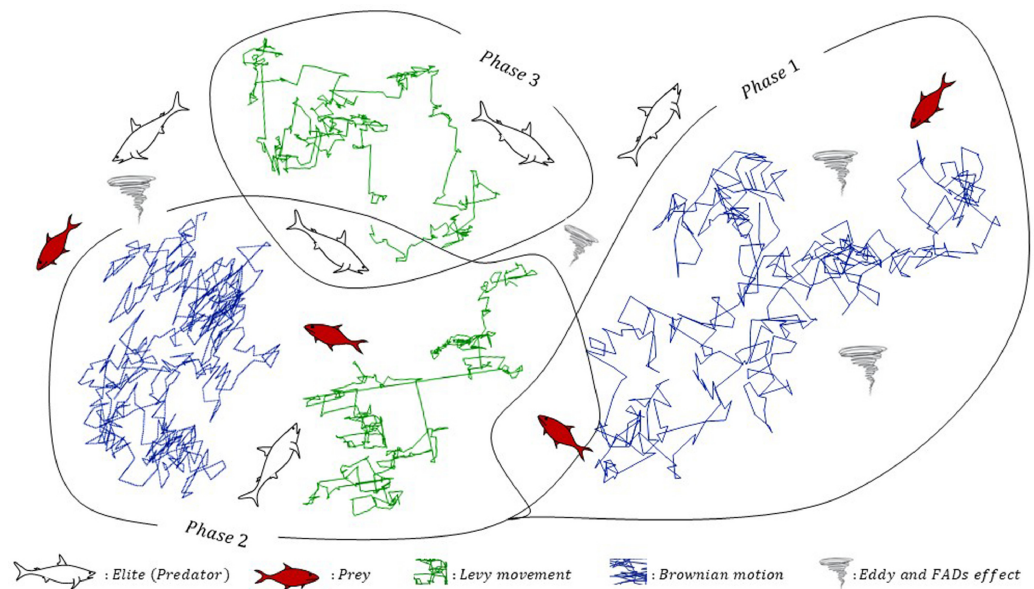 Phase 3
Phase 1
Phase 2
: Elite (Predator)
: Prey
: Levy movement
: Brownian motion
: Eddy and FADs effect